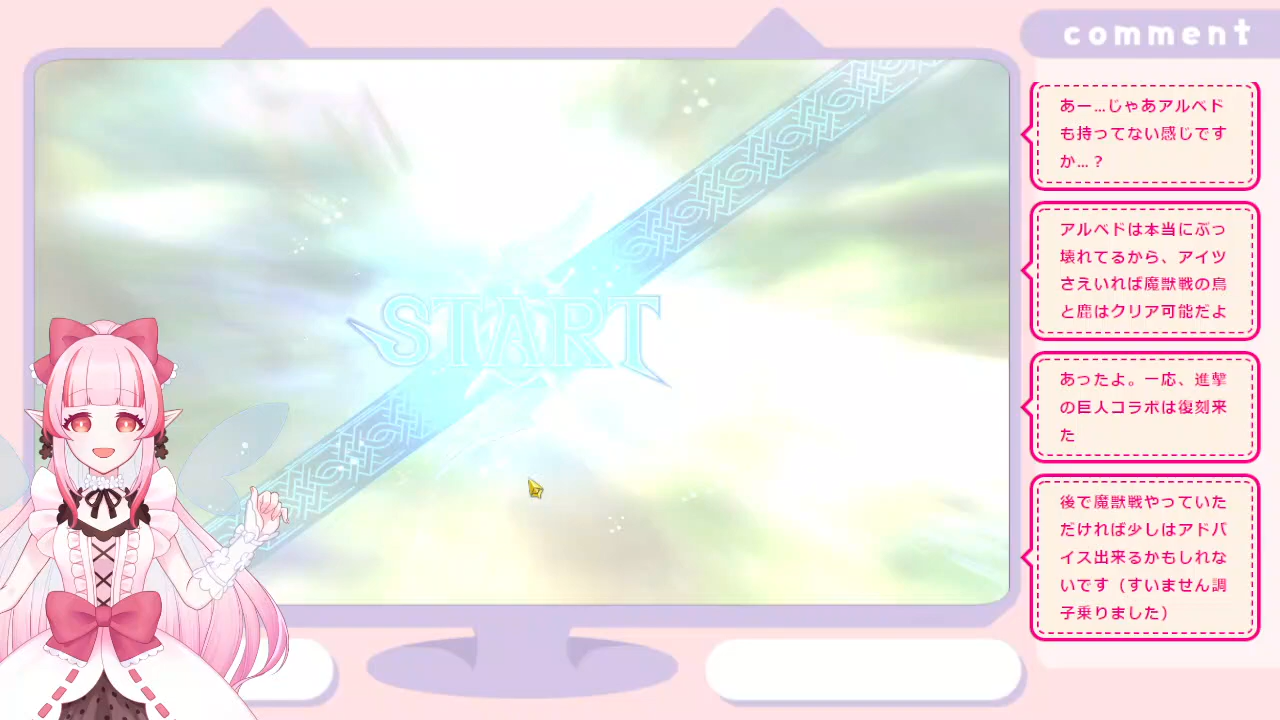 comment
START
あー…じゃあアルベド
も持ってない感じです
か…？
アルベドは本当にぶっ
壊れてるから、アイツ
さえいれば魔獣戦の鳥
と鹿はクリア可能だよ
あったよ。一応、進撃
の巨人コラボは復刻来
た
後で魔獣戦やっていた
だければ少しはアドバ
イス出来るかもしれな
いです（すいません調
子乗りました）